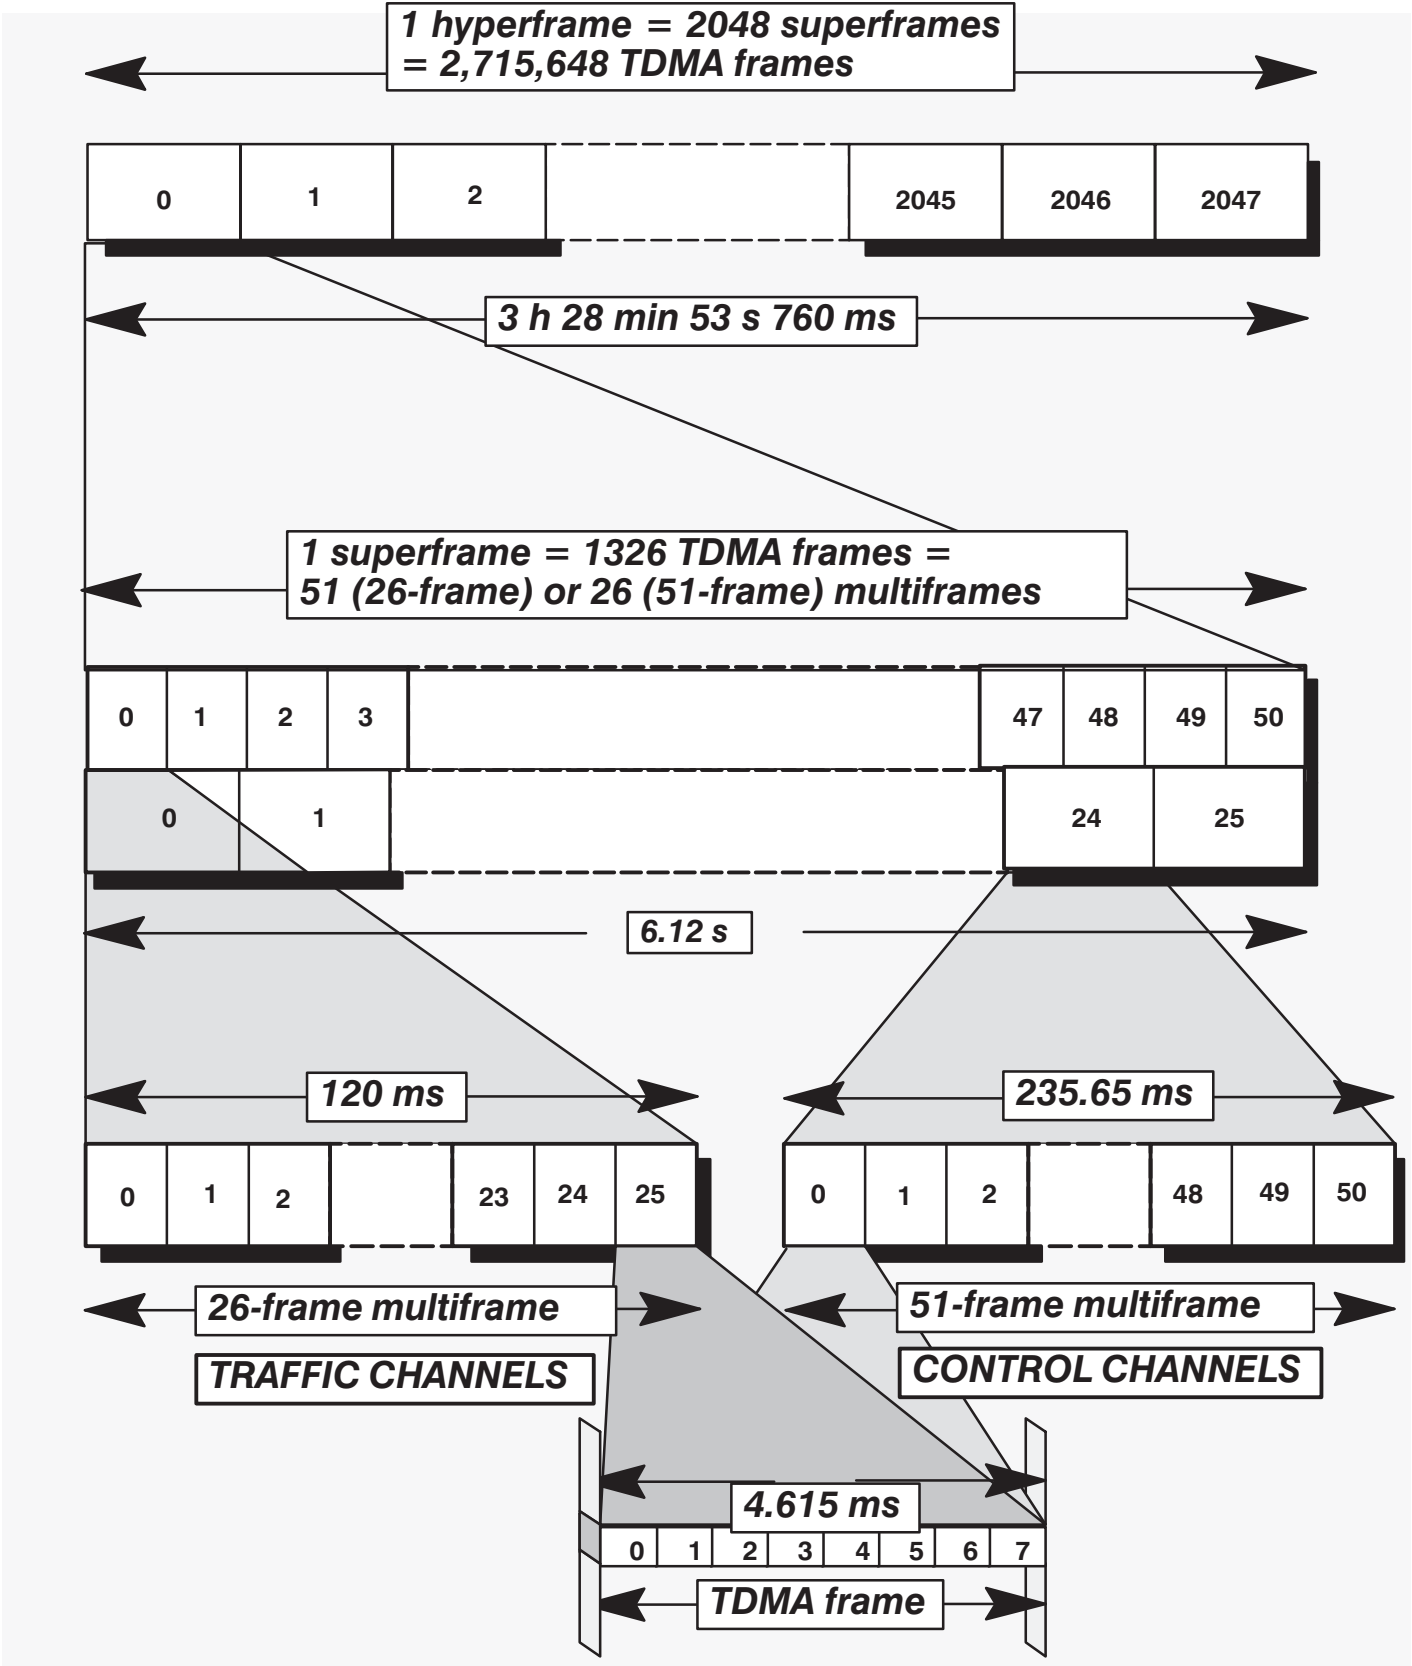 1 hyperframe = 2048 superframes
= 2,715,648 TDMA frames
0 1 2 2045 2046 2047
3 h 28 min 53 s 760 ms
1 superframe = 1326 TDMA frames =
51 (26-frame) or 26 (51-frame) multiframes
0 1 2 3 47 48 49 50
0 1 24 25
6.12 s
120 ms 235.65 ms
0 1 2 23 24 25 0 1 2 48 49 50
26-frame multiframe 51-frame multiframe
TRAFFIC CHANNELS CONTROL CHANNELS
4.615 ms
0 1 2 3 4 5 6 7
TDMA frame